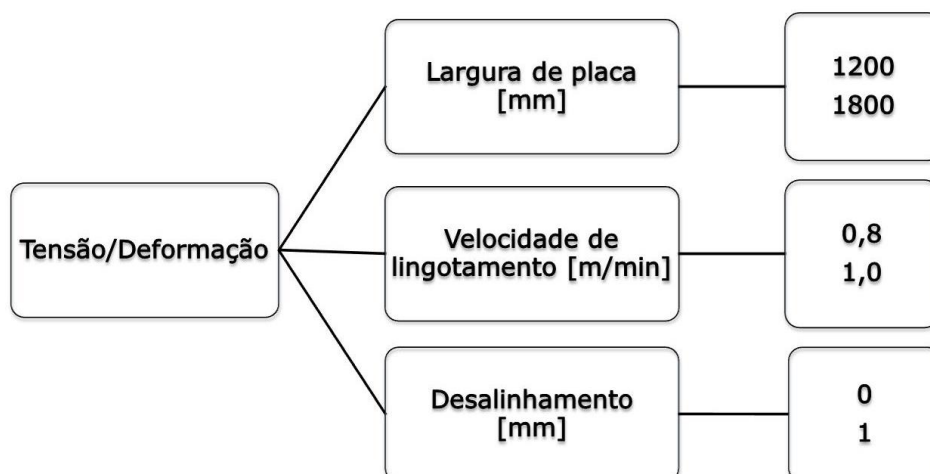 Largura de placa
[mm]
1200
1800
Tensão/Deformação
Velocidade de
lingotamento [m/min]
0,8
1,0
Desalinhamento
[mm]
0
1